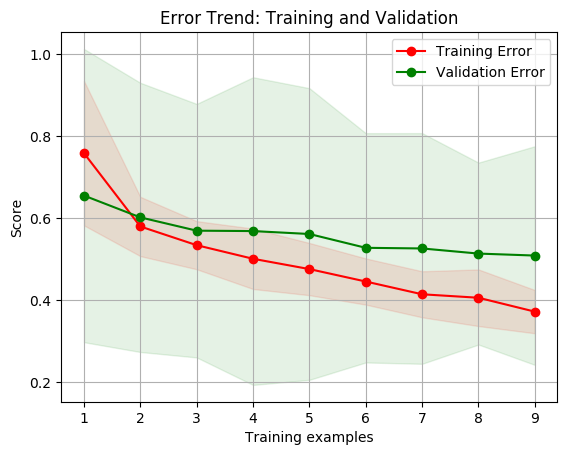 Error Trend: Training and Validation
Training Error
Validation Error
1.0
0.8
0.6
0.4
0.2
Score
1 2 3 4 5 6 7 8 9
Training examples